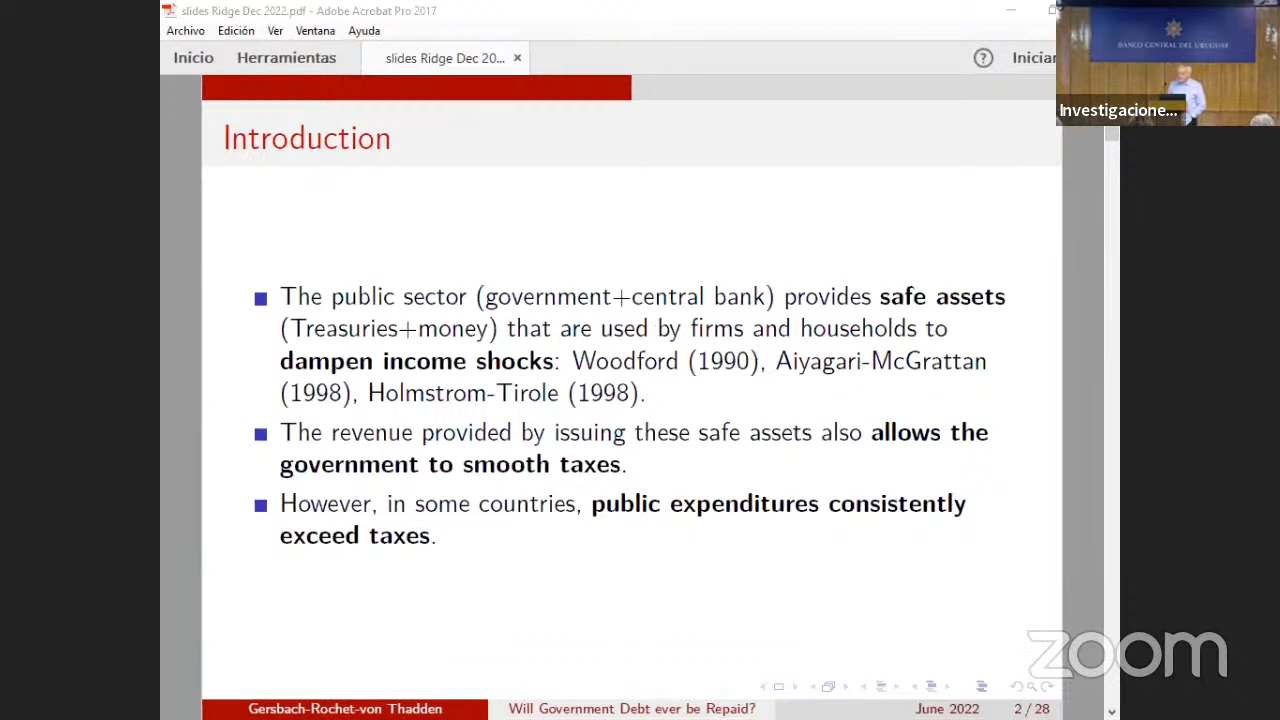 slides Ridge Dec 2022.pdf - Adobe Acrobat Pro 2017
Archivo Edición Ver Ventana Ayuda
Inicio Herramientas slides Ridge Dec 20... × ? Iniciar
BANCO CENTRAL DEL URUGUAY
Investigacione...
Introduction
The public sector (government+central bank) provides safe assets
(Treasuries+money) that are used by firms and households to
dampen income shocks: Woodford (1990), Aiyagari-McGrattan
(1998), Holmstrom-Tirole (1998).
The revenue provided by issuing these safe assets also allows the
government to smooth taxes.
However, in some countries, public expenditures consistently
exceed taxes.
zoom
Gersbach-Rochet-von Thadden Will Government Debt ever be Repaid? June 2022 2 / 28